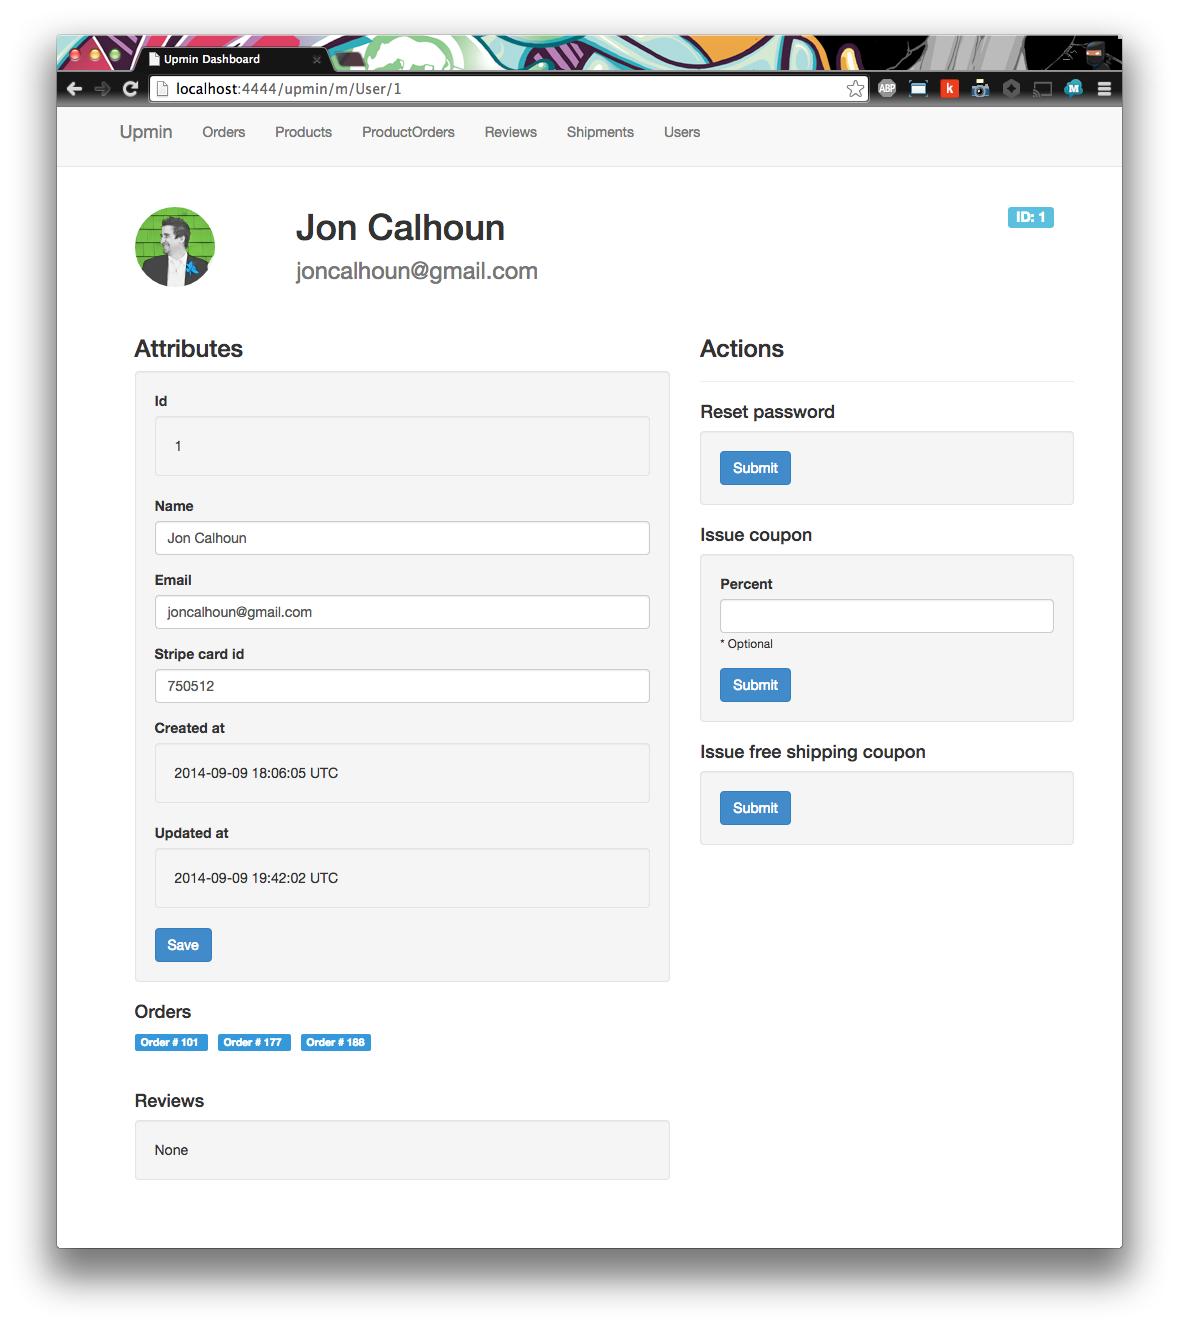 Upmin Dashboard
localhost:4444/upmin/m/User/1
ABP
k
M
Upmin Orders Products ProductOrders Reviews Shipments Users
Jon Calhoun
ID: 1
joncalhoun@gmail.com
Attributes
Id
1
Name
Jon Calhoun
Email
joncalhoun@gmail.com
Stripe card id
750512
Created at
2014-09-09 18:06:05 UTC
Updated at
2014-09-09 19:42:02 UTC
Save
Orders
Order # 101 Order # 177 Order # 188
Reviews
None
Actions
Reset password
Submit
Issue coupon
Percent
* Optional
Submit
Issue free shipping coupon
Submit